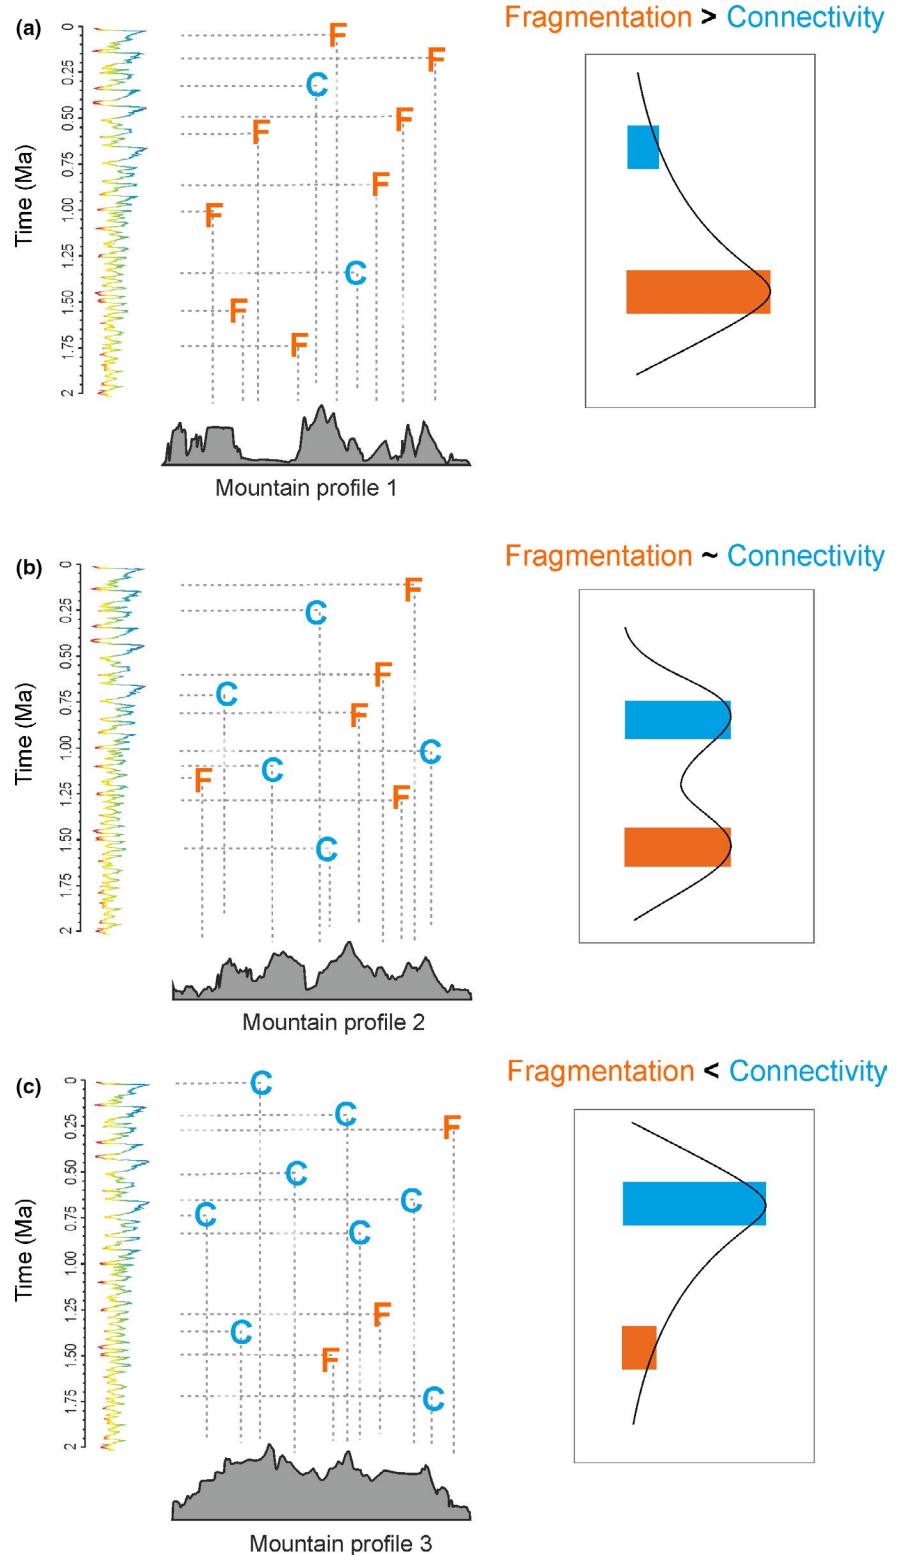 (a)
Fragmentation > Connectivity
Time (Ma)
0
0.25
0.50
0.75
1.00
1.25
1.50
1.75
2
F
F
C
F
F
F
F
C
F
F
Mountain profile 1
(b)
Fragmentation ~ Connectivity
Time (Ma)
0
0.25
0.50
0.75
1.00
1.25
1.50
1.75
2
F
C
F
C
F
C
C
F
F
C
Mountain profile 2
(c)
Fragmentation < Connectivity
Time (Ma)
0
0.25
0.50
0.75
1.00
1.25
1.50
1.75
2
C
C
F
C
C
C
C
F
C
F
C
Mountain profile 3